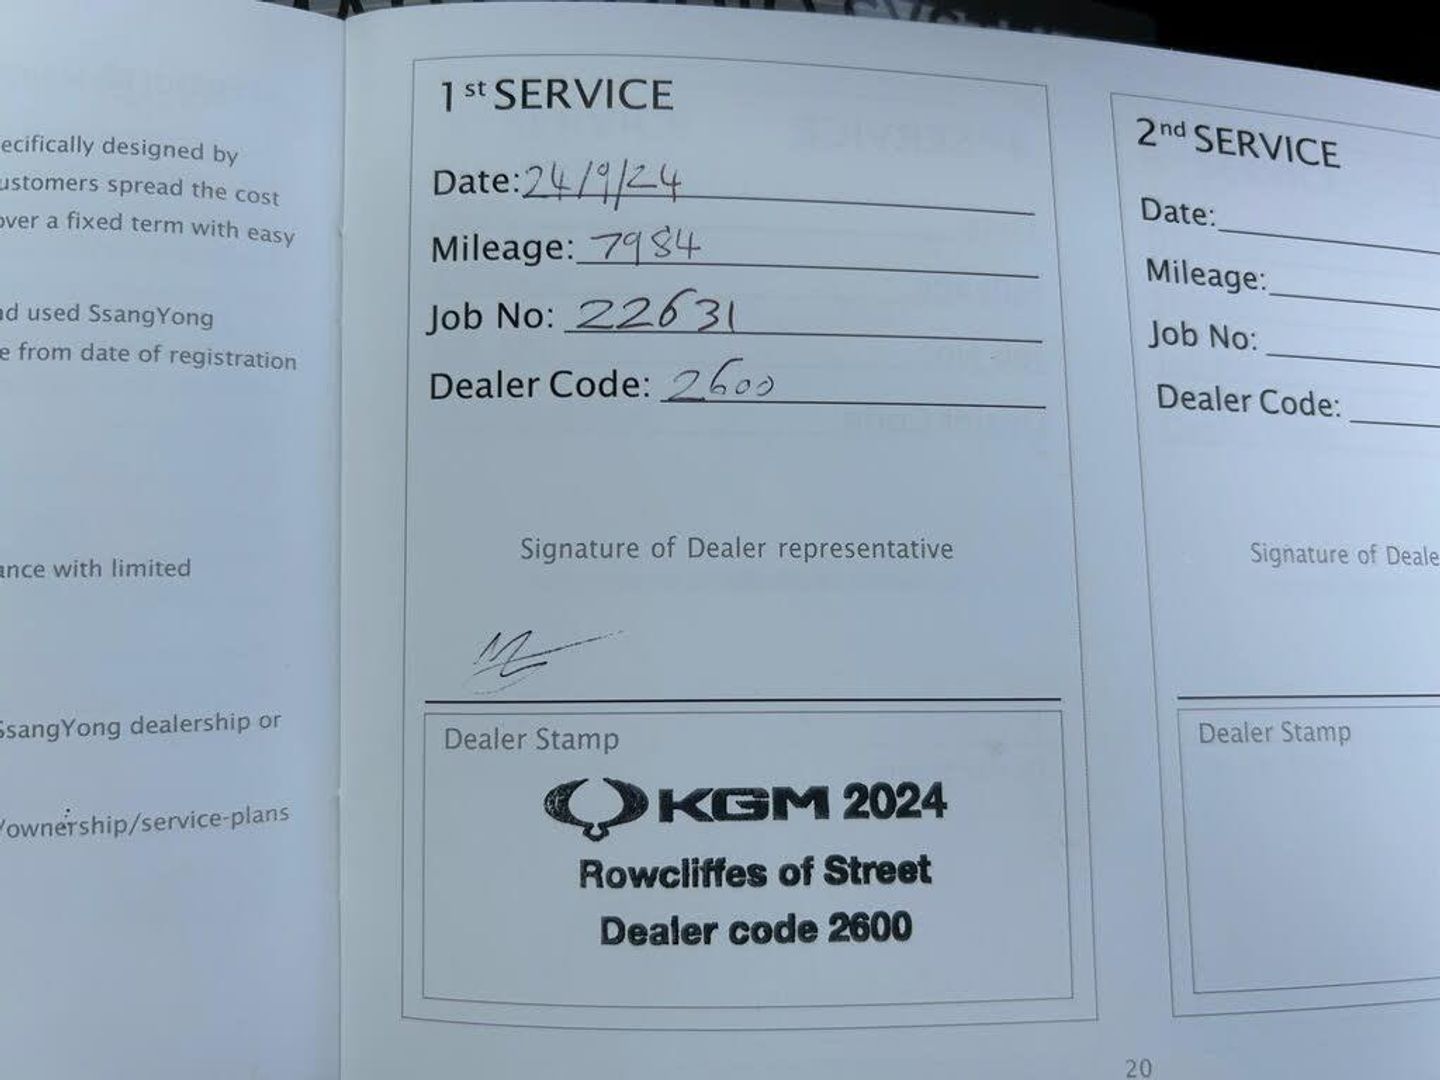 ecifically designed by
ustomers spread the cost
over a fixed term with easy
nd used SsangYong
e from date of registration
ance with limited
SsangYong dealership or
/ownership/service-plans
1st SERVICE
Date: 24/9/24
Mileage: 7984
Job No: 22631
Dealer Code: 2600
Signature of Dealer representative
Dealer Stamp
KGM 2024
Rowcliffes of Street
Dealer code 2600
2nd SERVICE
Date:
Mileage:
Job No:
Dealer Code:
Signature of Deale
Dealer Stamp
20